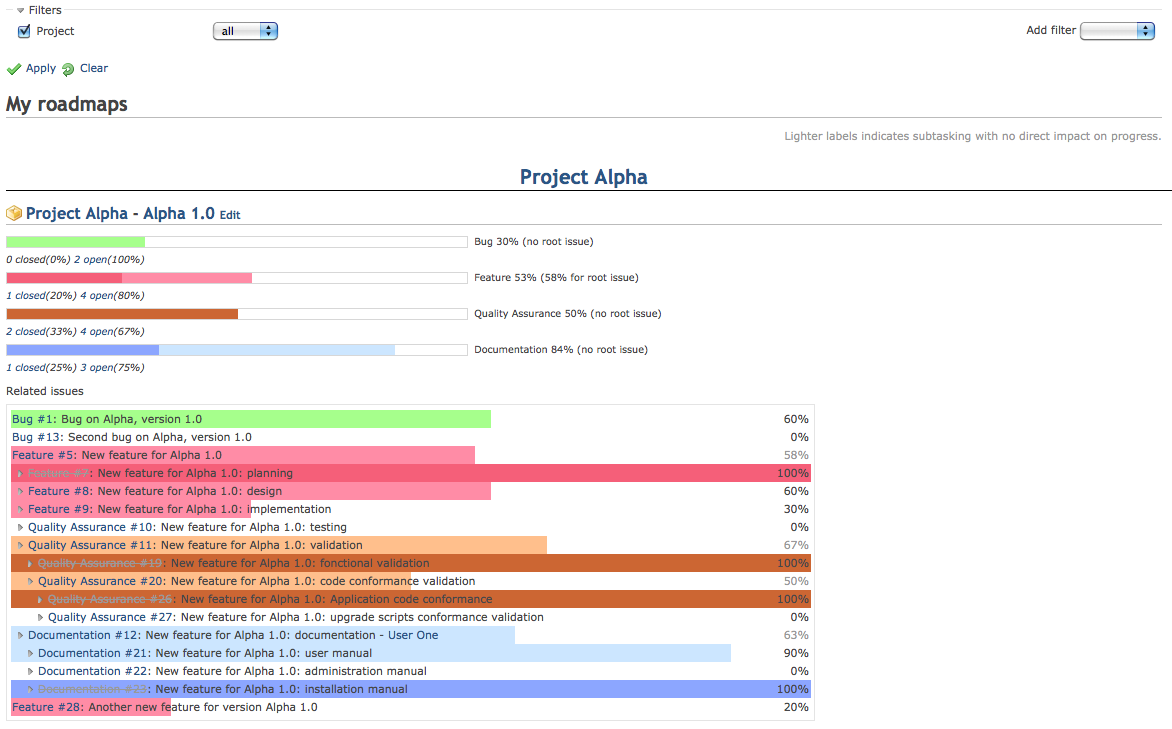 Filters
Project all Add filter
Apply Clear
My roadmaps
Lighter labels indicates subtasking with no direct impact on progress.
Project Alpha
Project Alpha - Alpha 1.0 Edit
Bug 30% (no root issue)
0 closed(0%) 2 open(100%)
Feature 53% (58% for root issue)
1 closed(20%) 4 open(80%)
Quality Assurance 50% (no root issue)
2 closed(33%) 4 open(67%)
Documentation 84% (no root issue)
1 closed(25%) 3 open(75%)
Related issues
Bug #1: Bug on Alpha, version 1.0 60%
Bug #13: Second bug on Alpha, version 1.0 0%
Feature #5: New feature for Alpha 1.0 58%
Feature #7: New feature for Alpha 1.0: planning 100%
Feature #8: New feature for Alpha 1.0: design 60%
Feature #9: New feature for Alpha 1.0: implementation 30%
Quality Assurance #10: New feature for Alpha 1.0: testing 0%
Quality Assurance #11: New feature for Alpha 1.0: validation 67%
Quality Assurance #19: New feature for Alpha 1.0: fonctional validation 100%
Quality Assurance #20: New feature for Alpha 1.0: code conformance validation 50%
Quality Assurance #26: New feature for Alpha 1.0: Application code conformance 100%
Quality Assurance #27: New feature for Alpha 1.0: upgrade scripts conformance validation 0%
Documentation #12: New feature for Alpha 1.0: documentation - User One 63%
Documentation #21: New feature for Alpha 1.0: user manual 90%
Documentation #22: New feature for Alpha 1.0: administration manual 0%
Documentation #23: New feature for Alpha 1.0: installation manual 100%
Feature #28: Another new feature for version Alpha 1.0 20%